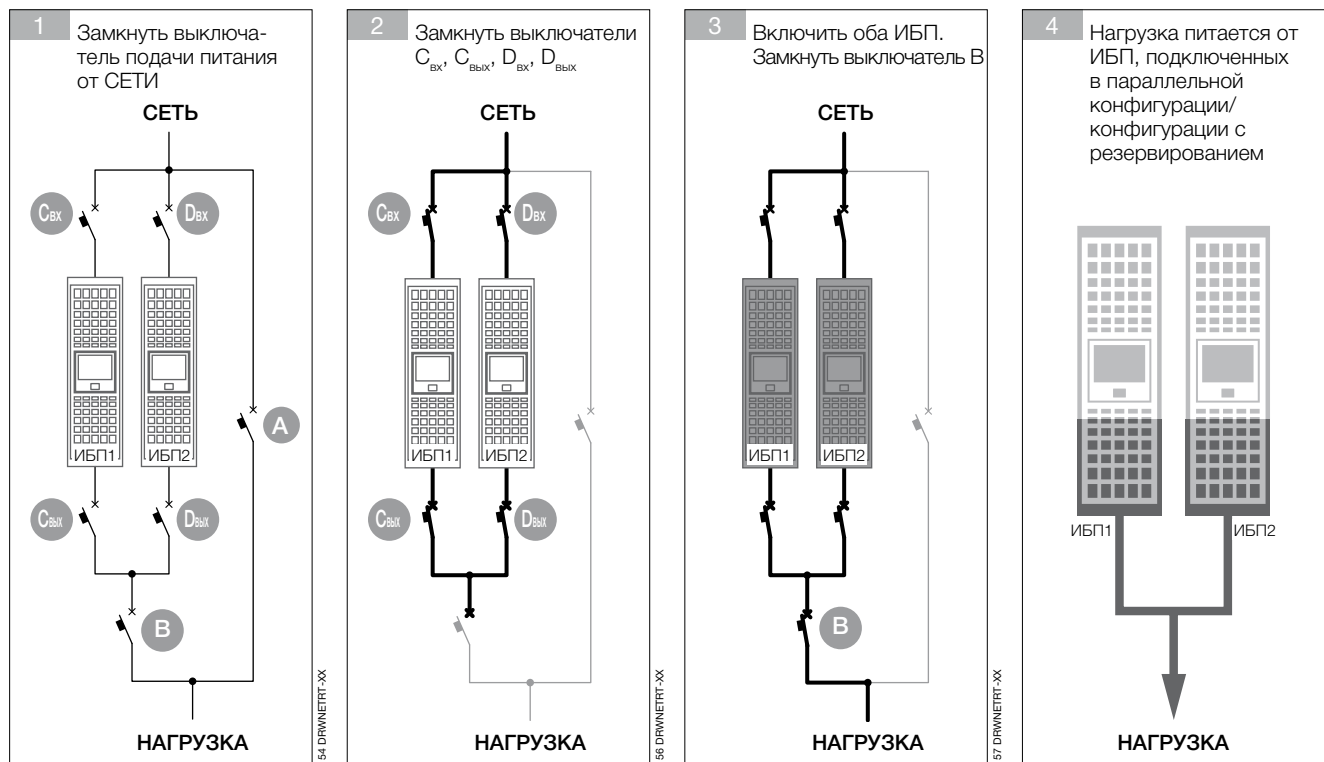 1
Замкнуть выключа-
тель подачи питания
от СЕТИ
СЕТЬ
Cвх
Dвх
ИБП1
ИБП2
A
Cвых
Dвых
B
НАГРУЗКА
54 DRWNETRT-XX
2
Замкнуть выключатели
Cвх, Cвых, Dвх, Dвых
СЕТЬ
Cвх
Dвх
ИБП1
ИБП2
Cвых
Dвых
НАГРУЗКА
56 DRWNETRT-XX
3
Включить оба ИБП.
Замкнуть выключатель B
СЕТЬ
ИБП1
ИБП2
B
НАГРУЗКА
57 DRWNETRT-XX
4
Нагрузка питается от
ИБП, подключенных
в параллельной
конфигурации/
конфигурации с
резервированием
ИБП1
ИБП2
НАГРУЗКА